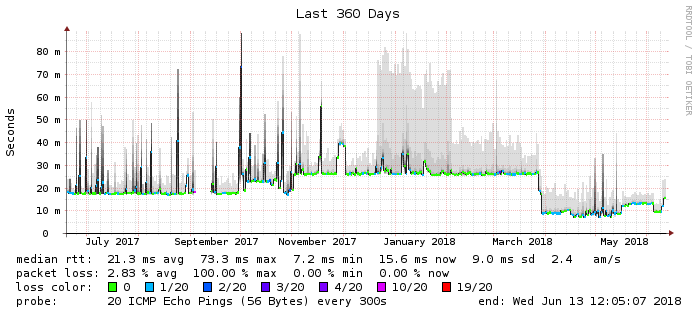 Last 360 Days
RRDTOOL / TOBI OETIKER
Seconds
80 m
70 m
60 m
50 m
40 m
30 m
20 m
10 m
0
July 2017 September 2017 November 2017 January 2018 March 2018 May 2018
median rtt: 21.3 ms avg 73.3 ms max 7.2 ms min 15.6 ms now 9.0 ms sd 2.4 am/s
packet loss: 2.83 % avg 100.00 % max 0.00 % min 0.00 % now
loss color: 0 1/20 2/20 3/20 4/20 10/20 19/20
probe: 20 ICMP Echo Pings (56 Bytes) every 300s end: Wed Jun 13 12:05:07 2018